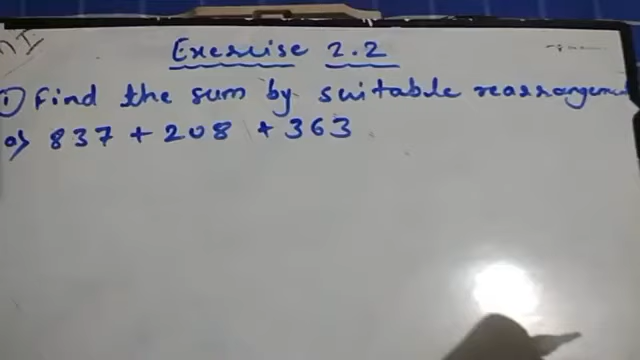 Exercise 2.2
1) Find the sum by suitable
a) 837 + 208 + 363